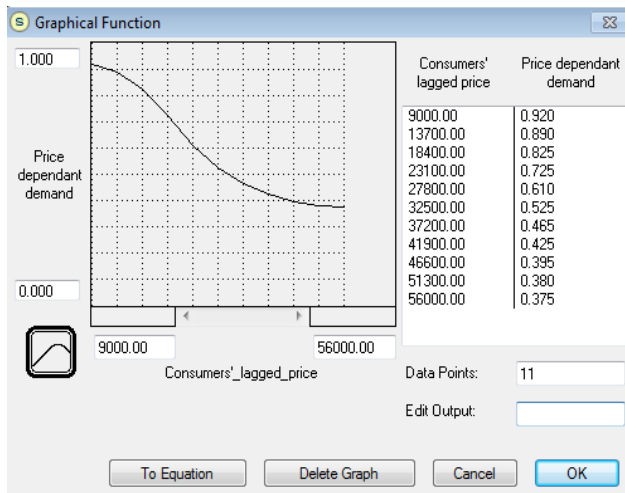 S Graphical Function
1.000
Price
dependant
demand
0.000
9000.00 56000.00
Consumers'_lagged_price
Consumers' lagged price Price dependant demand
9000.00 0.920
13700.00 0.890
18400.00 0.825
23100.00 0.725
27800.00 0.610
32500.00 0.525
37200.00 0.465
41900.00 0.425
46600.00 0.395
51300.00 0.380
56000.00 0.375
Data Points: 11
Edit Output:
To Equation Delete Graph Cancel OK